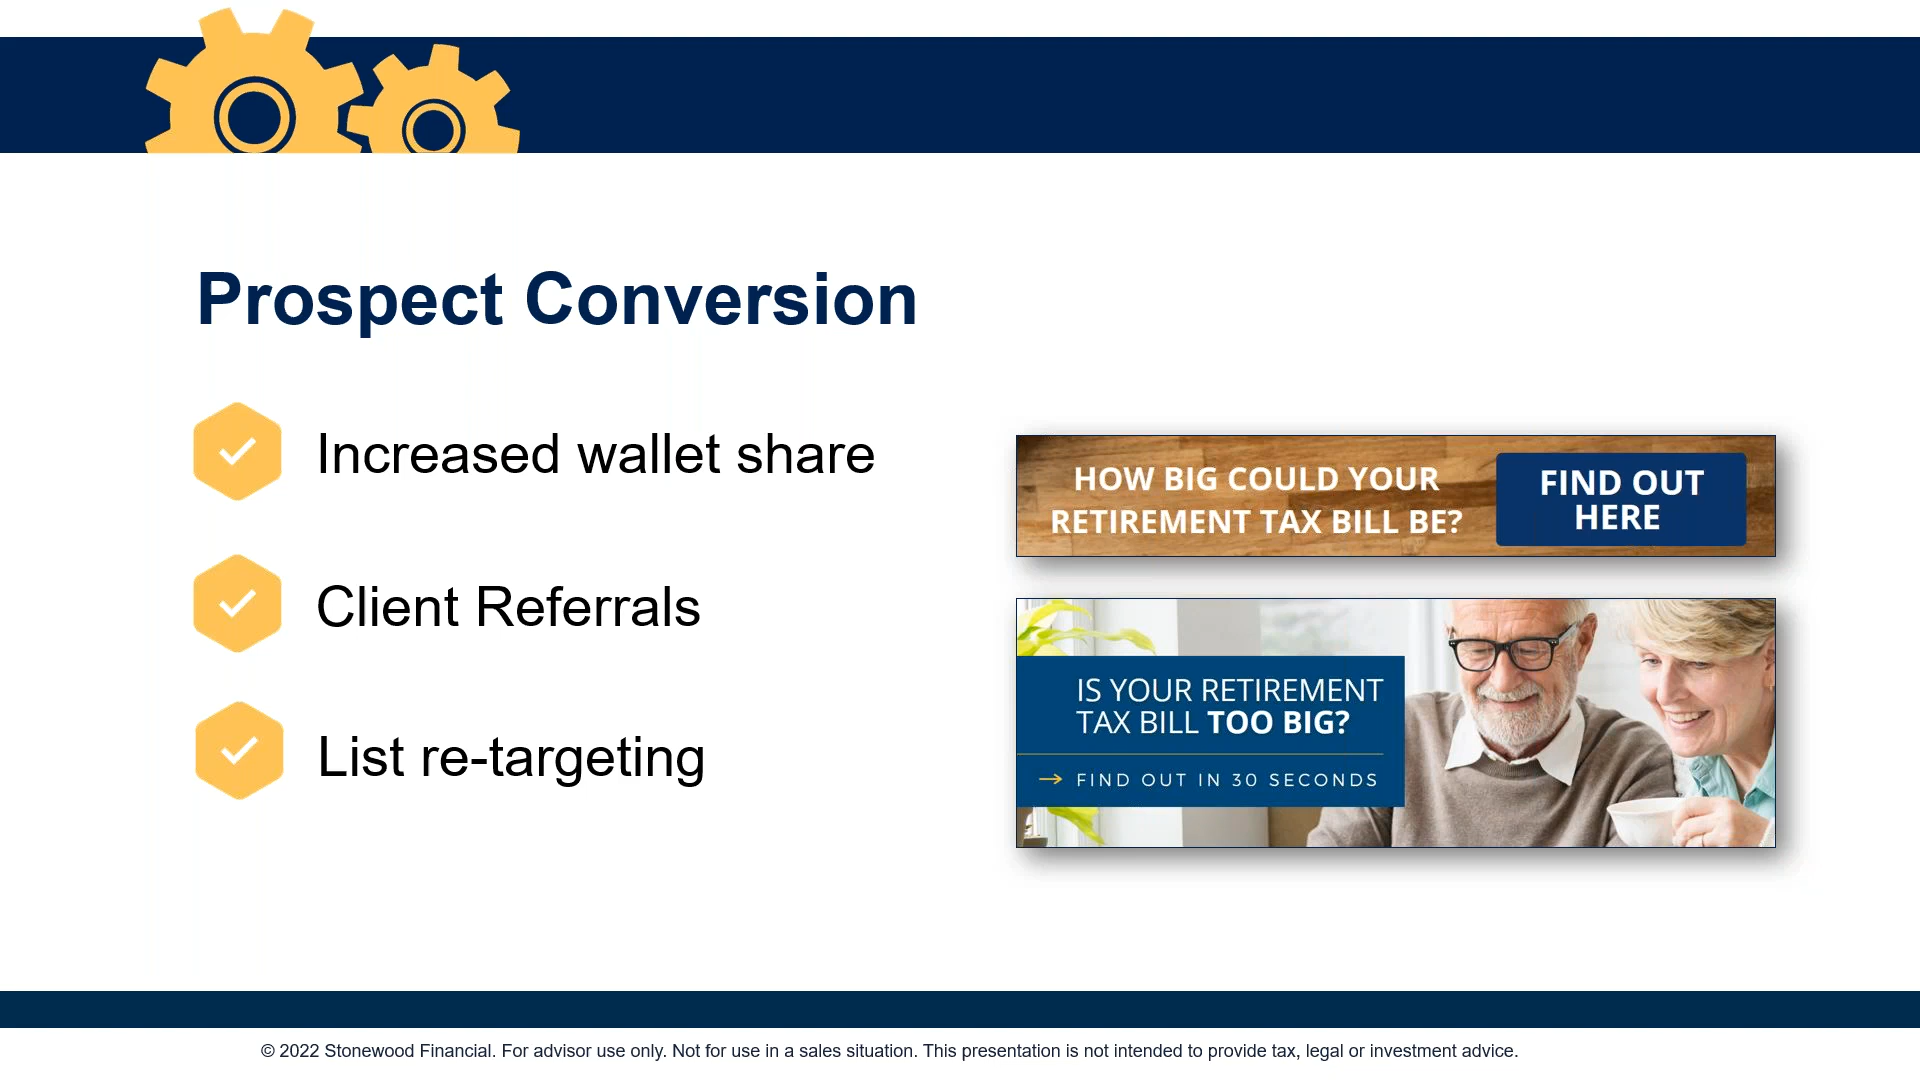 Prospect Conversion
Increased wallet share
Client Referrals
List re-targeting
HOW BIG COULD YOUR
RETIREMENT TAX BILL BE?
FIND OUT
HERE
IS YOUR RETIREMENT
TAX BILL TOO BIG?
→ FIND OUT IN 30 SECONDS
© 2022 Stonewood Financial. For advisor use only. Not for use in a sales situation. This presentation is not intended to provide tax, legal or investment advice.